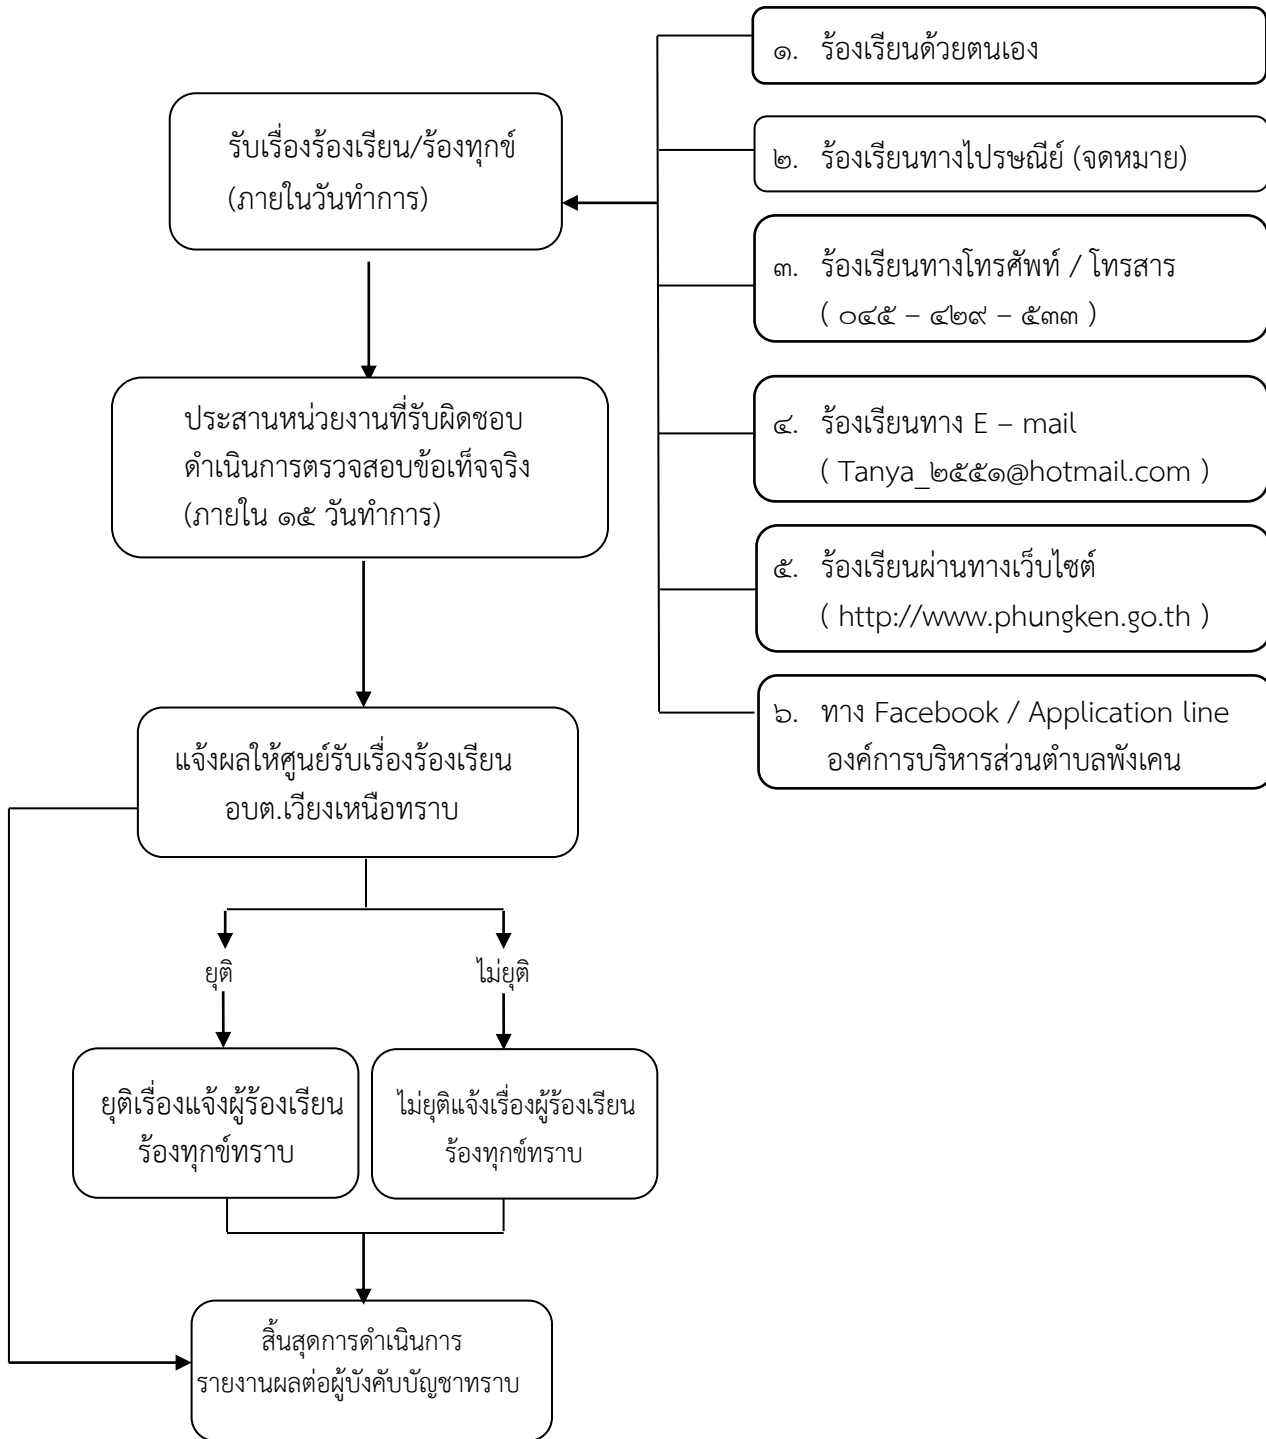 ๑. ร้องเรียนด้วยตนเอง
รับเรื่องร้องเรียน/ร้องทุกข์
(ภายในวันทำการ)
๒. ร้องเรียนทางไปรษณีย์ (จดหมาย)
๓. ร้องเรียนทางโทรศัพท์ / โทรสาร
( ๐๔๕ – ๔๒๙ – ๕๓๓ )
ประสานหน่วยงานที่รับผิดชอบ
ดำเนินการตรวจสอบข้อเท็จจริง
(ภายใน ๑๕ วันทำการ)
๔. ร้องเรียนทาง E – mail
( Tanya_๒๕๕๑@hotmail.com )
๕. ร้องเรียนผ่านทางเว็บไซต์
( http://www.phungken.go.th )
๖. ทาง Facebook / Application line
องค์การบริหารส่วนตำบลพังเคน
แจ้งผลให้ศูนย์รับเรื่องร้องเรียน
อบต.เวียงเหนือทราบ
ยุติ
ไม่ยุติ
ยุติเรื่องแจ้งผู้ร้องเรียน
ร้องทุกข์ทราบ
ไม่ยุติแจ้งเรื่องผู้ร้องเรียน
ร้องทุกข์ทราบ
สิ้นสุดการดำเนินการ
รายงานผลต่อผู้บังคับบัญชาทราบ